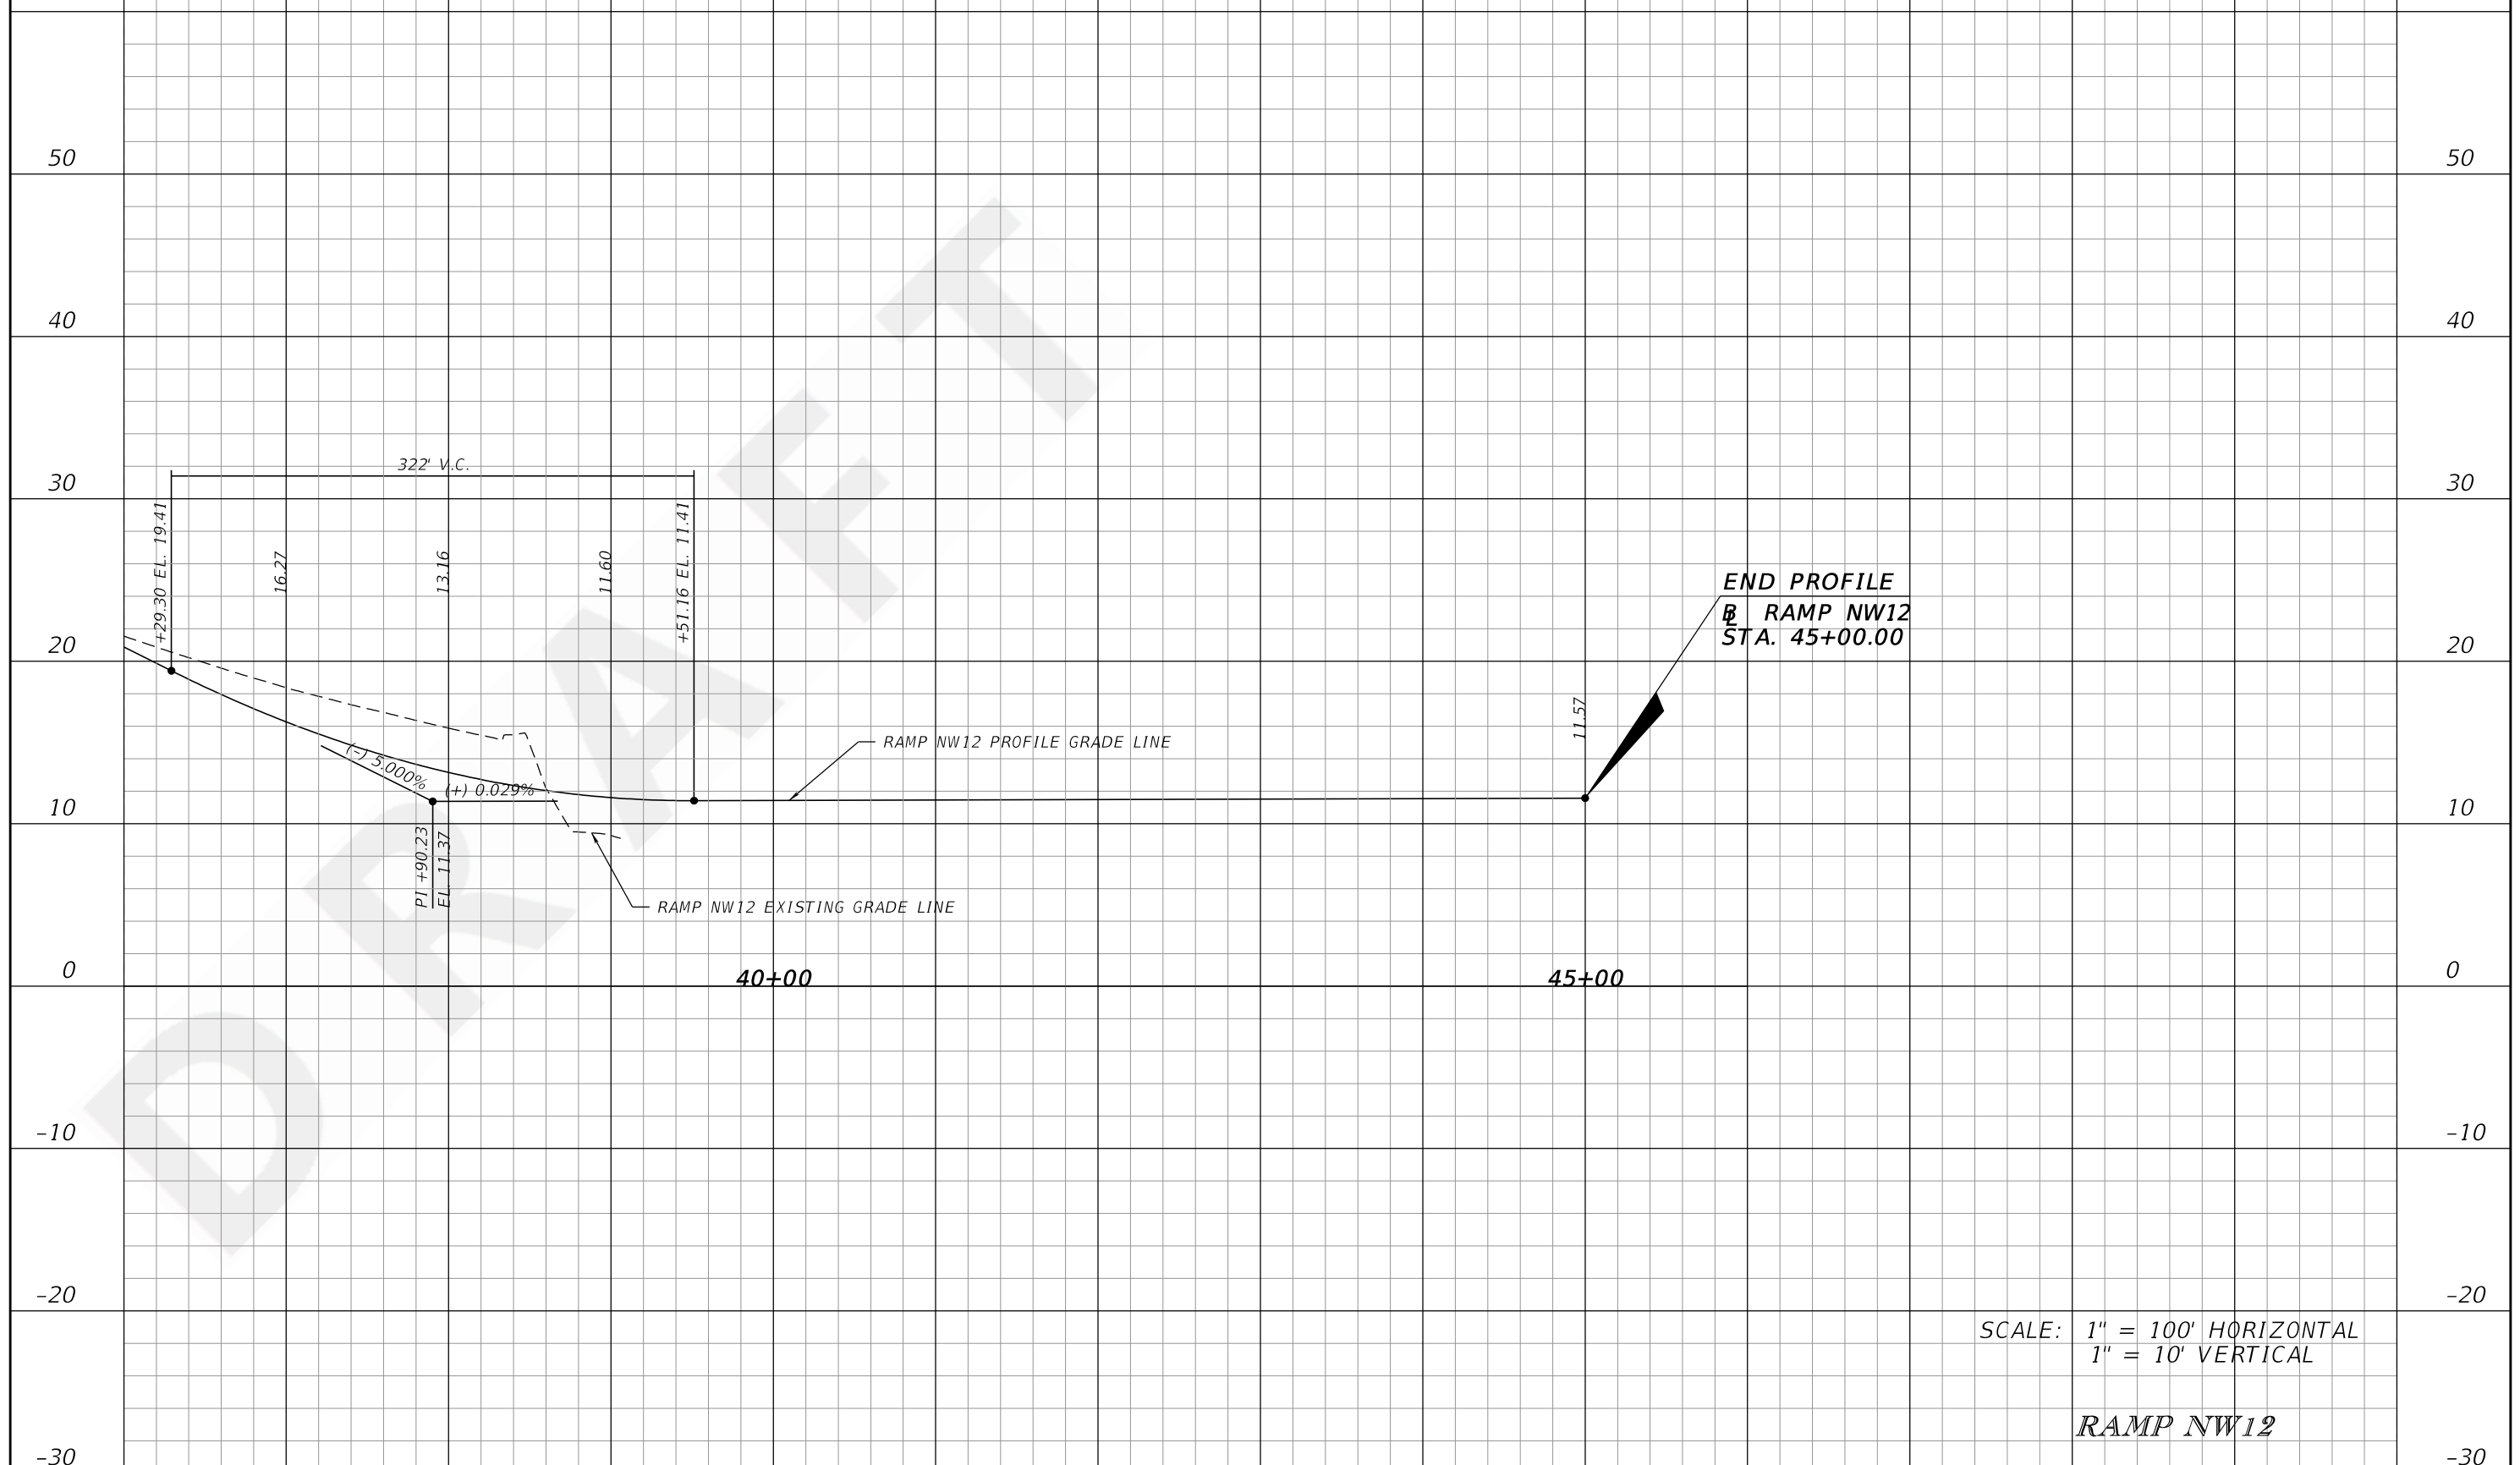 50
50
40
40
322' V.C.
30
30
+29.30 EL. 19.41
16.27
13.16
11.60
+51.16 EL. 11.41
END PROFILE
BL RAMP NW12
STA. 45+00.00
20
20
11.57
RAMP NW12 PROFILE GRADE LINE
(-) 5.000%
(+) 0.029%
10
10
PI +90.23
EL. 11.37
RAMP NW12 EXISTING GRADE LINE
0
40+00
45+00
0
-10
-10
-20
-20
SCALE: 1" = 100' HORIZONTAL
1" = 10' VERTICAL
RAMP NW12
-30
-30
DRAFT